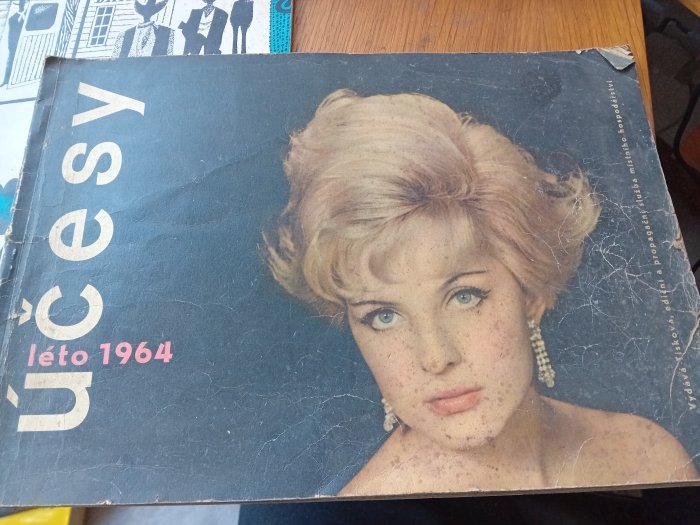 účesy
léto 1964
Vydává tisková, ediční a propagační služba místního hospodářství